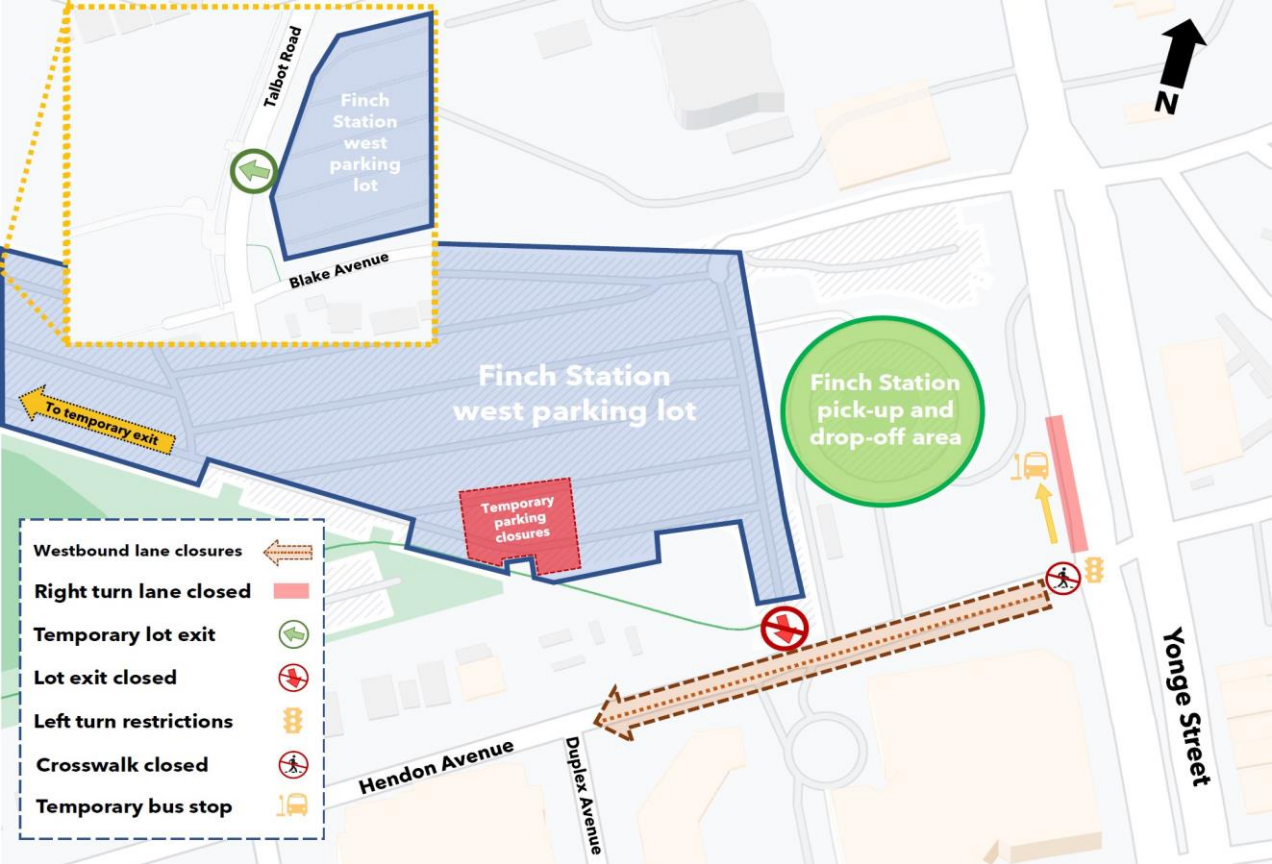 Talbot Road
Finch
Station
west
parking
lot
Blake Avenue
N
Finch Station
west parking lot
Finch Station
pick-up and
drop-off area
To temporary exit
Temporary
parking
closures
Westbound lane closures
Right turn lane closed
Temporary lot exit
Lot exit closed
Left turn restrictions
Crosswalk closed
Temporary bus stop
Hendon Avenue
Duplex Avenue
Yonge Street